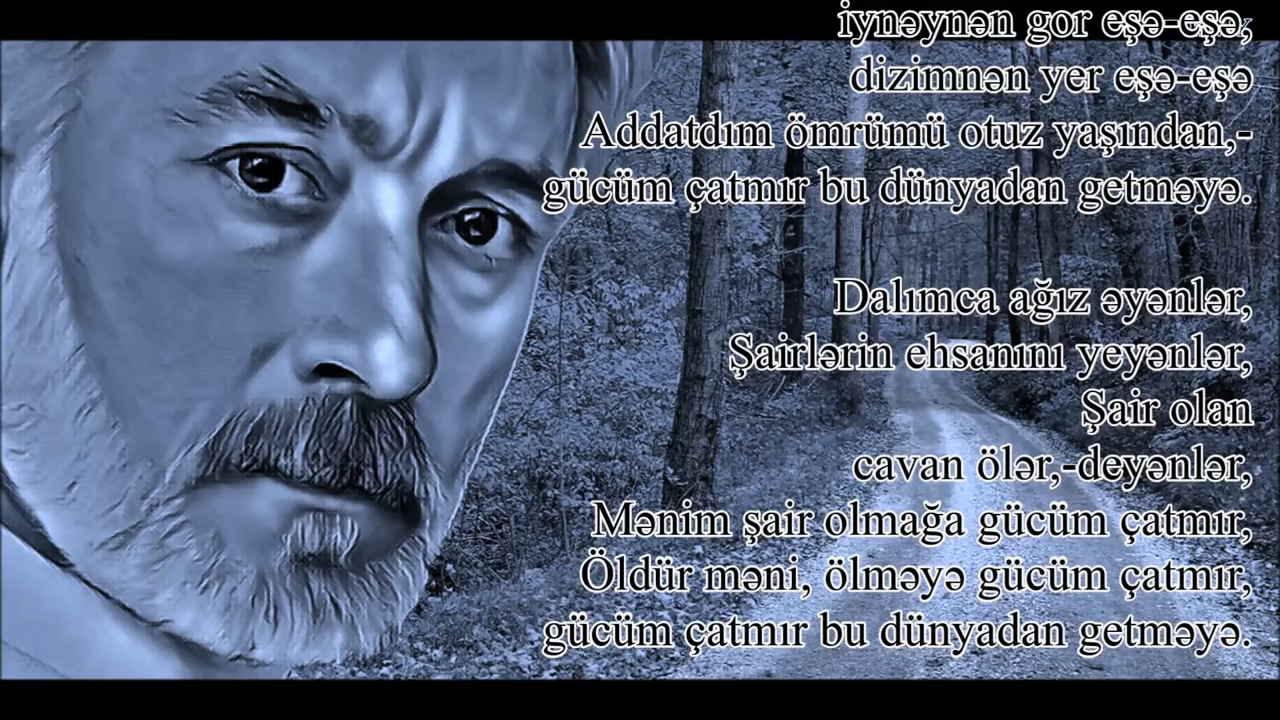 iynəynən gor eşə-eşə,
dizimnən yer eşə-eşə
Addatdım ömrümü otuz yaşından,-
gücüm çatmır bu dünyadan getməyə.
Dalımca ağız əyənlər,
Şairlərin ehsanını yeyənlər,
Şair olan
cavan ölər,-deyənlər,
Mənim şair olmağa gücüm çatmır,
Öldür məni, ölməyə gücüm çatmır,
gücüm çatmır bu dünyadan getməyə.